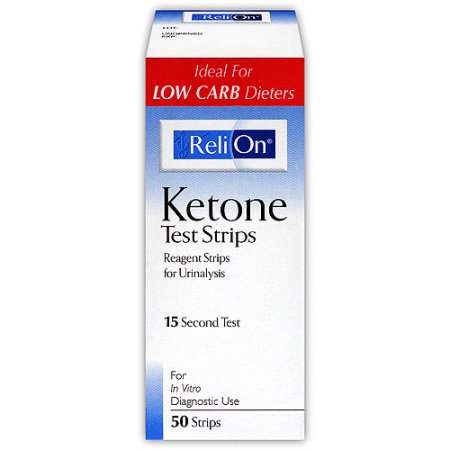 ReliOn
LOT:
UNOPENED
EXP.
Ideal For
LOW CARB Dieters
ReliOn®
Ketone
Test Strips
Reagent Strips
for Urinalysis
15 Second Test
For
In Vitro
Diagnostic Use
50 Strips